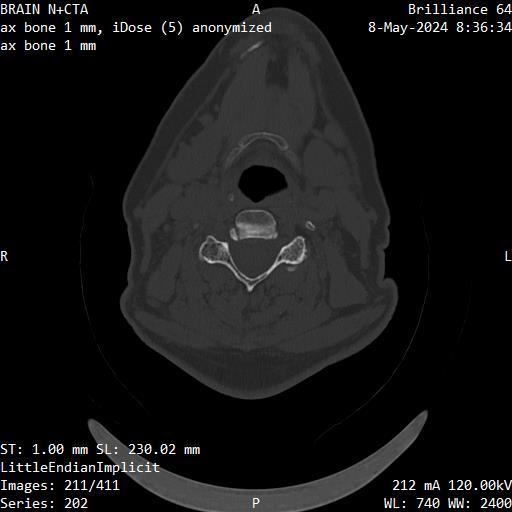 BRAIN N+CTA
A
Brilliance 64
ax bone 1 mm, iDose (5) anonymized
8-May-2024 8:36:34
ax bone 1 mm
R
L
ST: 1.00 mm SL: 230.02 mm
LittleEndianImplicit
Images: 211/411
212 mA 120.00kV
Series: 202
P
WL: 740 WW: 2400